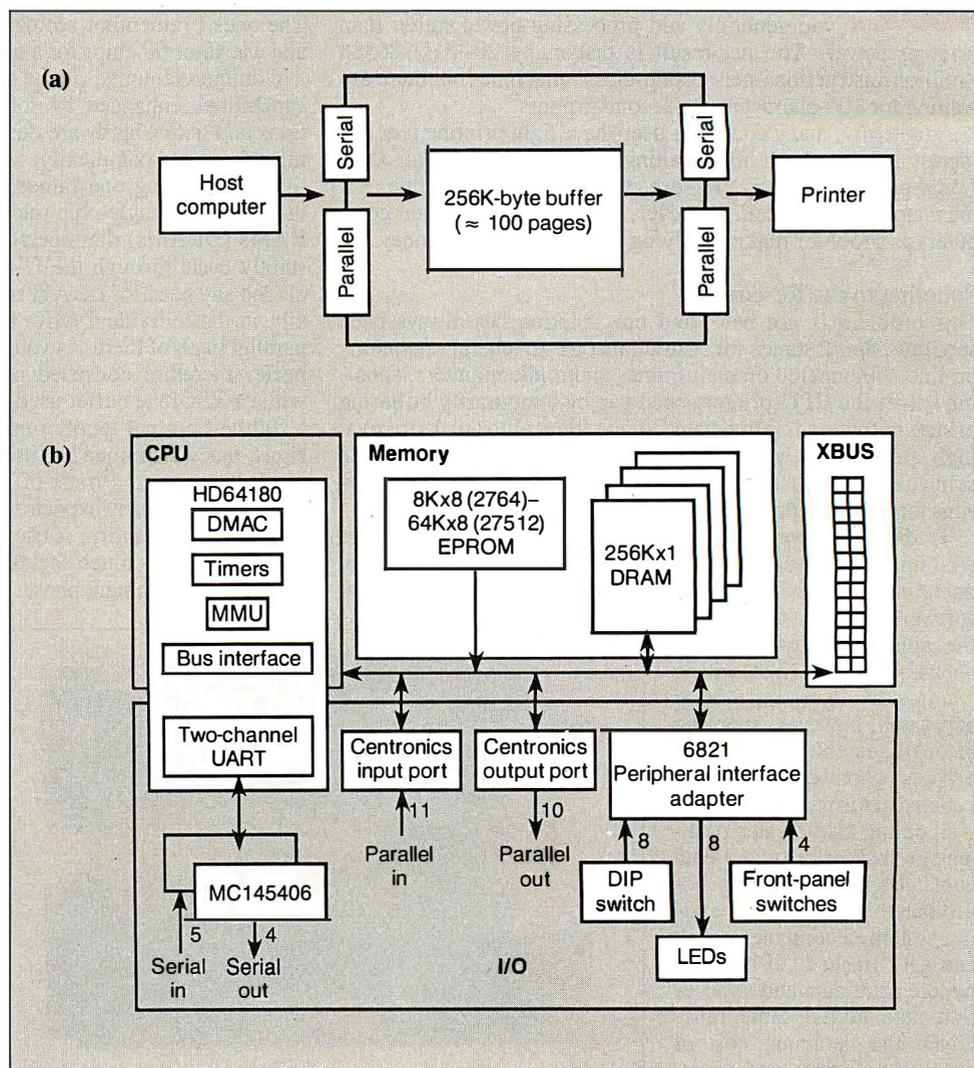 (a)
Host
computer
Serial
Parallel
256K-byte buffer
(≈ 100 pages)
Serial
Parallel
Printer
(b)
CPU
HD64180
DMAC
Timers
MMU
Bus interface
Two-channel
UART
Memory
8Kx8 (2764)–
64Kx8 (27512)
EPROM
256Kx1
DRAM
XBUS
Centronics
input port
11
Parallel
in
Centronics
output port
10
Parallel
out
6821
Peripheral interface
adapter
8
8
4
DIP
switch
LEDs
Front-panel
switches
MC145406
5
4
Serial
in
Serial
out
I/O